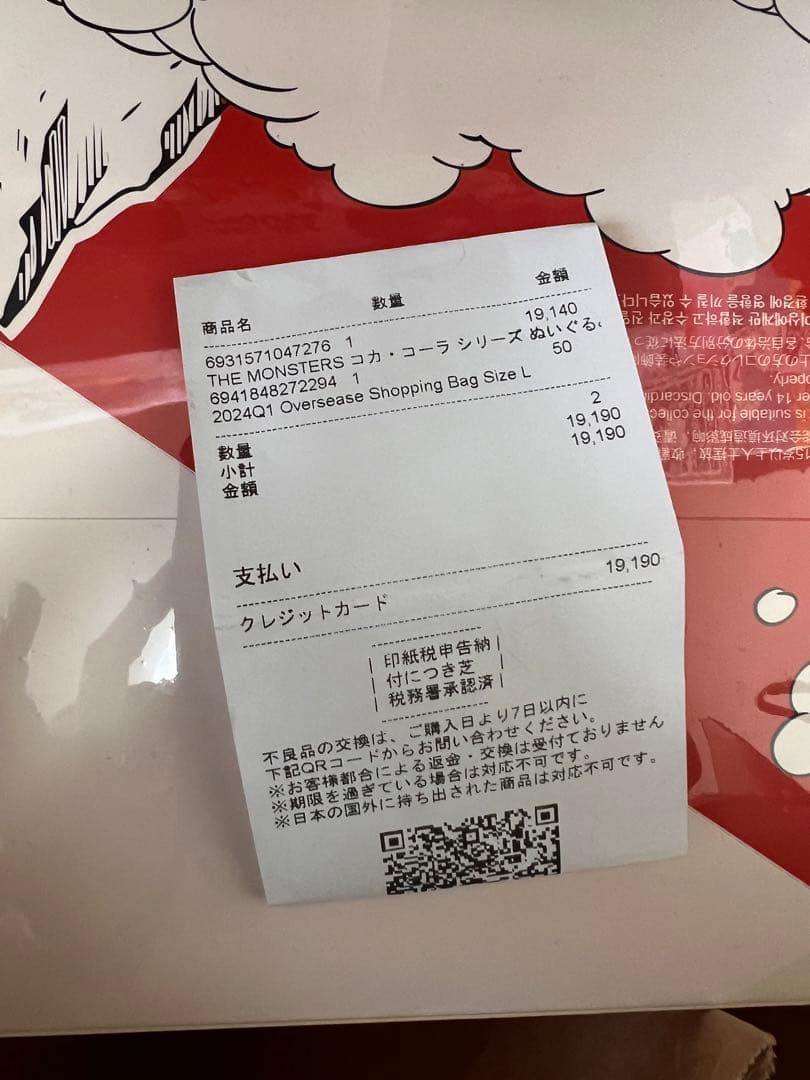 商品名 数量 金額
6931571047276 1 19,140
THE MONSTERS コカ・コーラ シリーズ ぬいぐる
6941848272294 1 50
2024Q1 Oversease Shopping Bag Size L
数量 2
小計 19,190
金額 19,190
支払い
クレジットカード 19,190
印紙税申告納
付につき芝
税務署承認済
不良品の交換は、ご購入日より7日以内に
下記QRコードからお問い合わせください。
※お客様都合による返金・交換は受付ておりません
※期限を過ぎている場合は対応不可です。
※日本の国外に持ち出された商品は対応不可です。